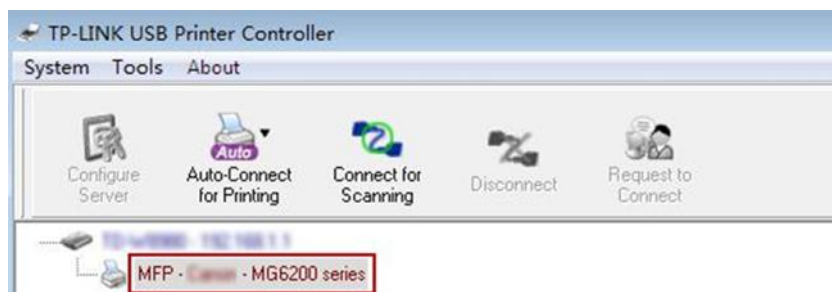 TP-LINK USB Printer Controller
System Tools About
Configure Server
Auto
Auto-Connect for Printing
Connect for Scanning
Disconnect
Request to Connect
MFP - - MG6200 series